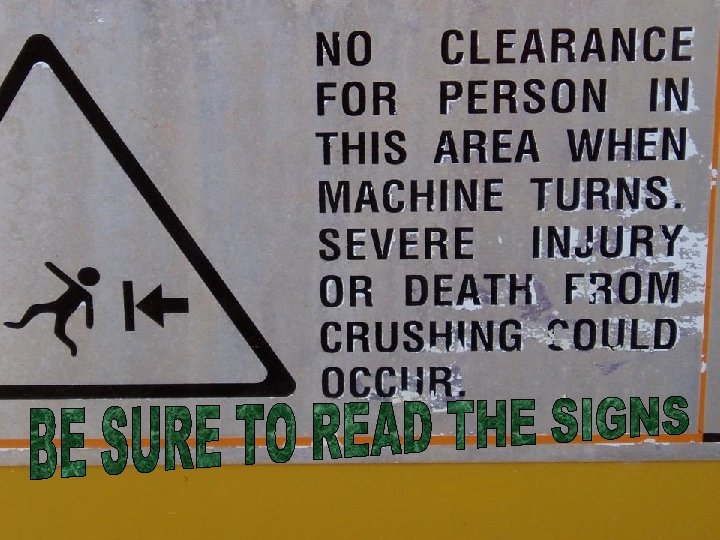 NO CLEARANCE
FOR PERSON IN
THIS AREA WHEN
MACHINE TURNS.
SEVERE INJURY
OR DEATH FROM
CRUSHING COULD
OCCUR.
BE SURE TO READ THE SIGNS